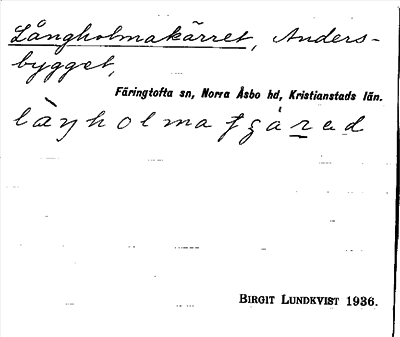 Långholmakärret, Anders-
bygget,
Färingtofta sn, Norra Åsbo hd, Kristianstads län.
BIRGIT LUNDKVIST 1936.